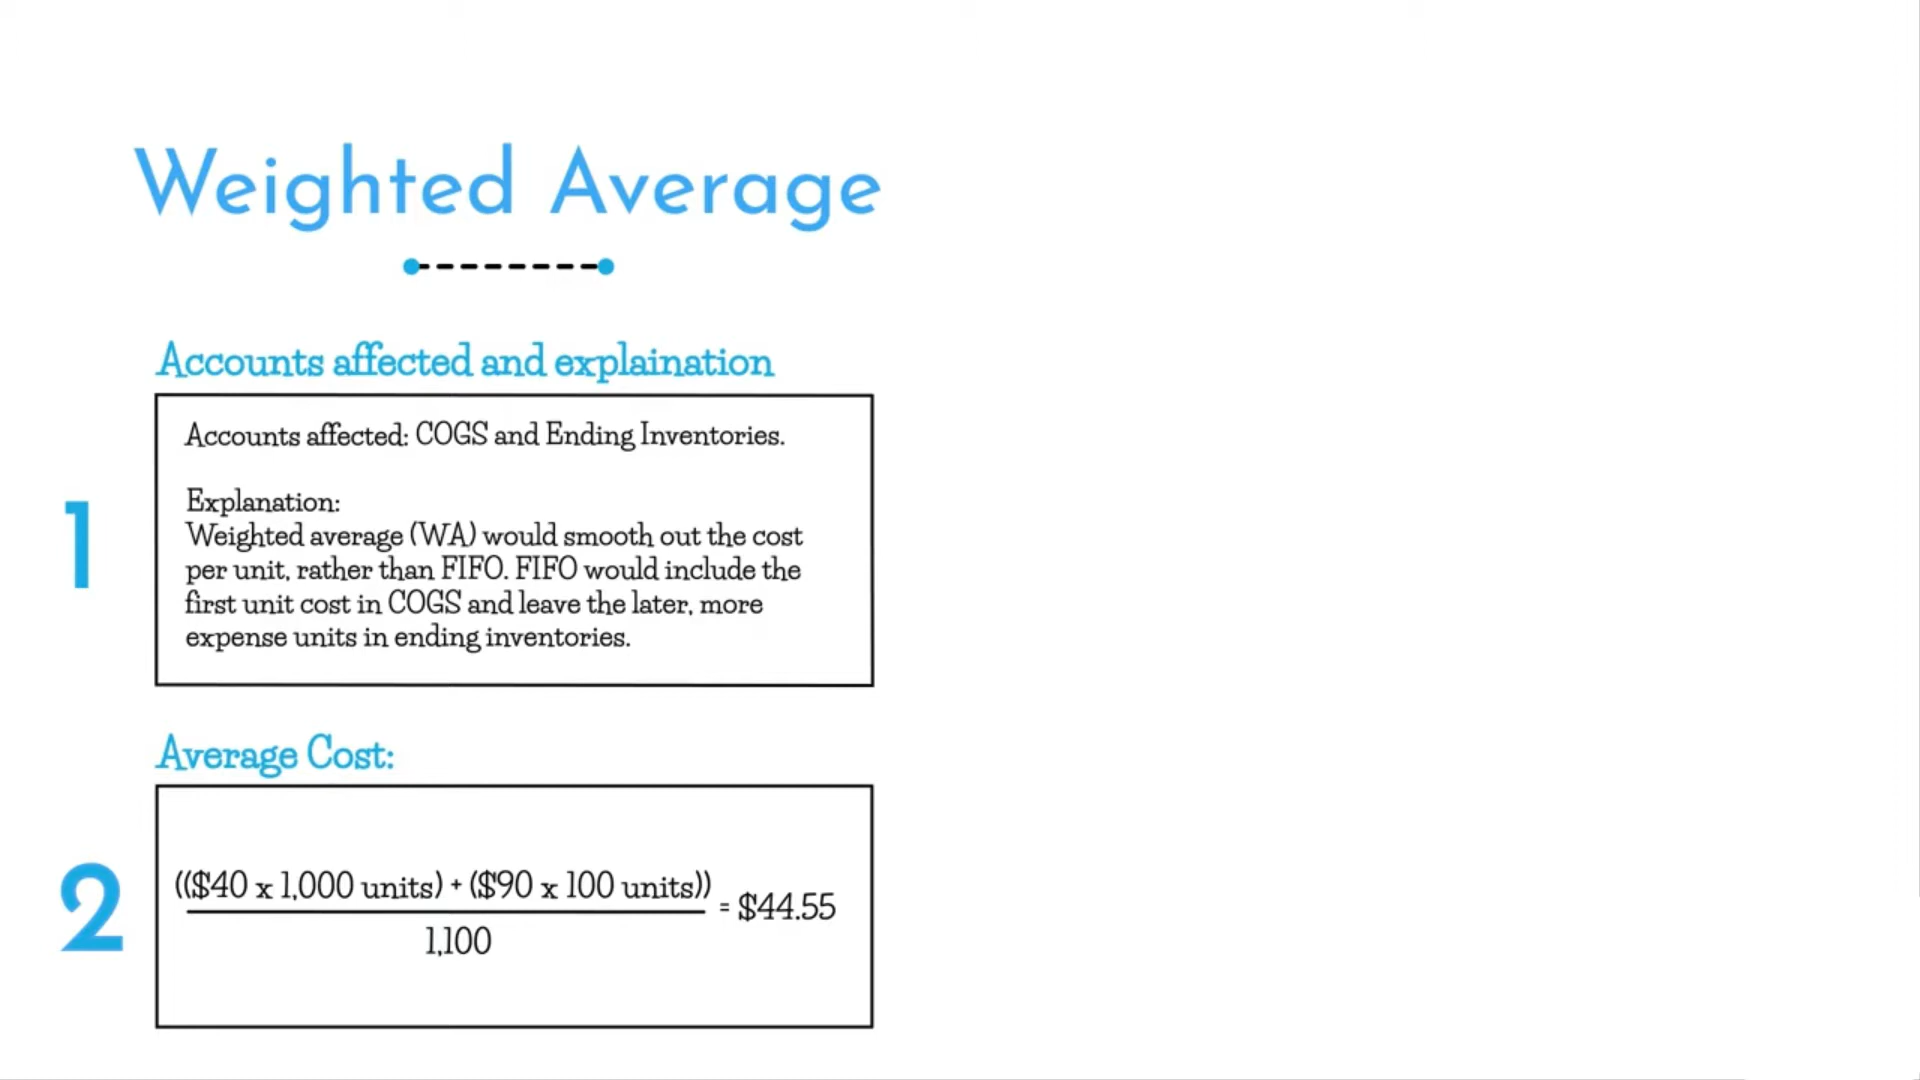 Weighted Average
Accounts affected and explaination
Accounts affected: COGS and Ending Inventories.
Explanation:
Weighted average (WA) would smooth out the cost
per unit, rather than FIFO. FIFO would include the
first unit cost in COGS and leave the later, more
expense units in ending inventories.
1
Average Cost:
(($40 x 1,000 units) + ($90 x 100 units))
= $44.55
1,100
2